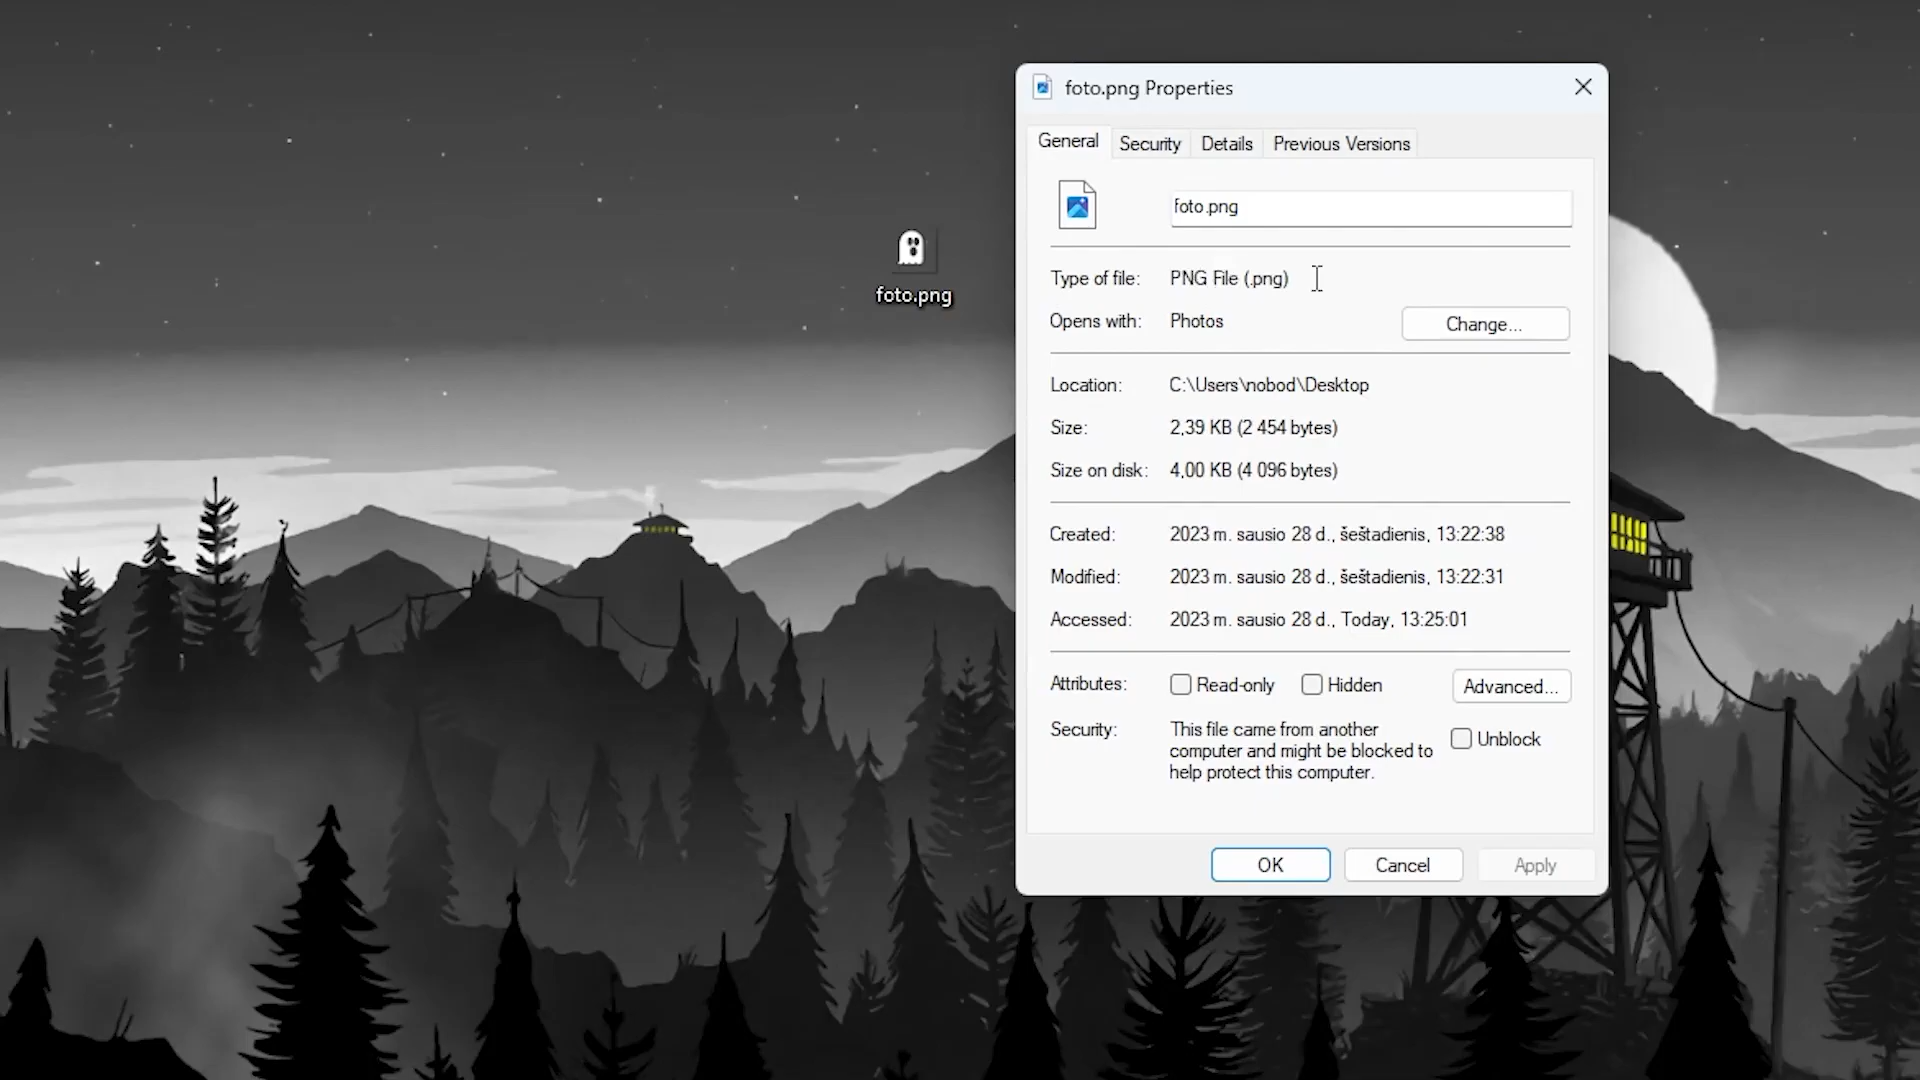 foto.png Properties
General Security Details Previous Versions
foto.png
Type of file: PNG File (.png)
Opens with: Photos Change...
Location: C:\Users\nobod\Desktop
Size: 2,39 KB (2 454 bytes)
Size on disk: 4,00 KB (4 096 bytes)
Created: 2023 m. sausio 28 d., šeštadienis, 13:22:38
Modified: 2023 m. sausio 28 d., šeštadienis, 13:22:31
Accessed: 2023 m. sausio 28 d., Today, 13:25:01
Attributes: Read-only Hidden Advanced...
Security: This file came from another
computer and might be blocked to
help protect this computer.
Unblock
OK Cancel Apply
foto.png